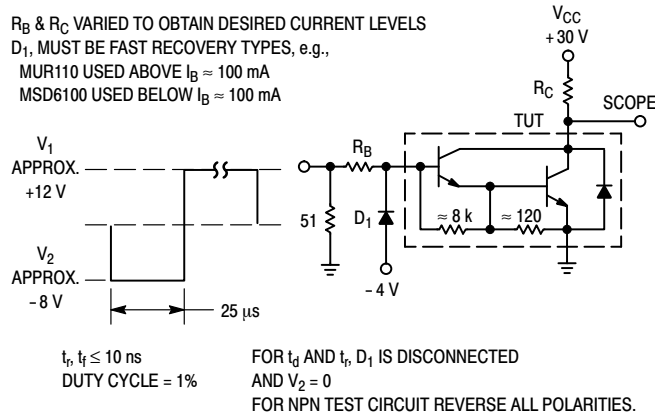 R_B & R_C VARIED TO OBTAIN DESIRED CURRENT LEVELS
D_1, MUST BE FAST RECOVERY TYPES, e.g.,
MUR110 USED ABOVE I_B ≈ 100 mA
MSD6100 USED BELOW I_B ≈ 100 mA
V_CC
+ 30 V
R_C
SCOPE
TUT
V_1
APPROX.
+12 V
R_B
51
D_1
≈ 8 k
≈ 120
V_2
APPROX.
– 8 V
– 4 V
25 μs
t_r, t_f ≤ 10 ns
DUTY CYCLE = 1%
FOR t_d AND t_r, D_1 IS DISCONNECTED
AND V_2 = 0
FOR NPN TEST CIRCUIT REVERSE ALL POLARITIES.